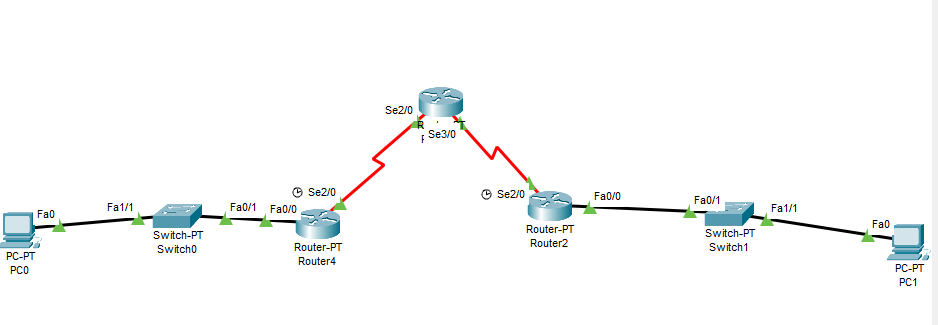 Se2/0
Se3/0
Se2/0
Se2/0
Fa0
Fa1/1
Fa0/1
Fa0/0
Fa0/0
Fa0/1
Fa1/1
Fa0
PC-PT
PC0
Switch-PT
Switch0
Router-PT
Router4
Router-PT
Router2
Switch-PT
Switch1
PC-PT
PC1